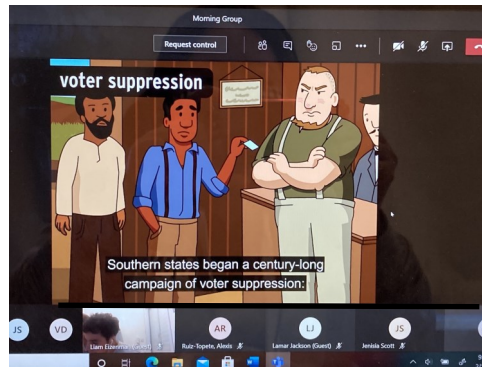 Morning Group
Request control
voter suppression
Southern states began a century-long
campaign of voter suppression:
JS
VD
AR
LJ
JS
Liam Eizenman (Guest)
Ruiz-Topete, Alexis
Lamar Jackson (Guest)
Jenisia Scott